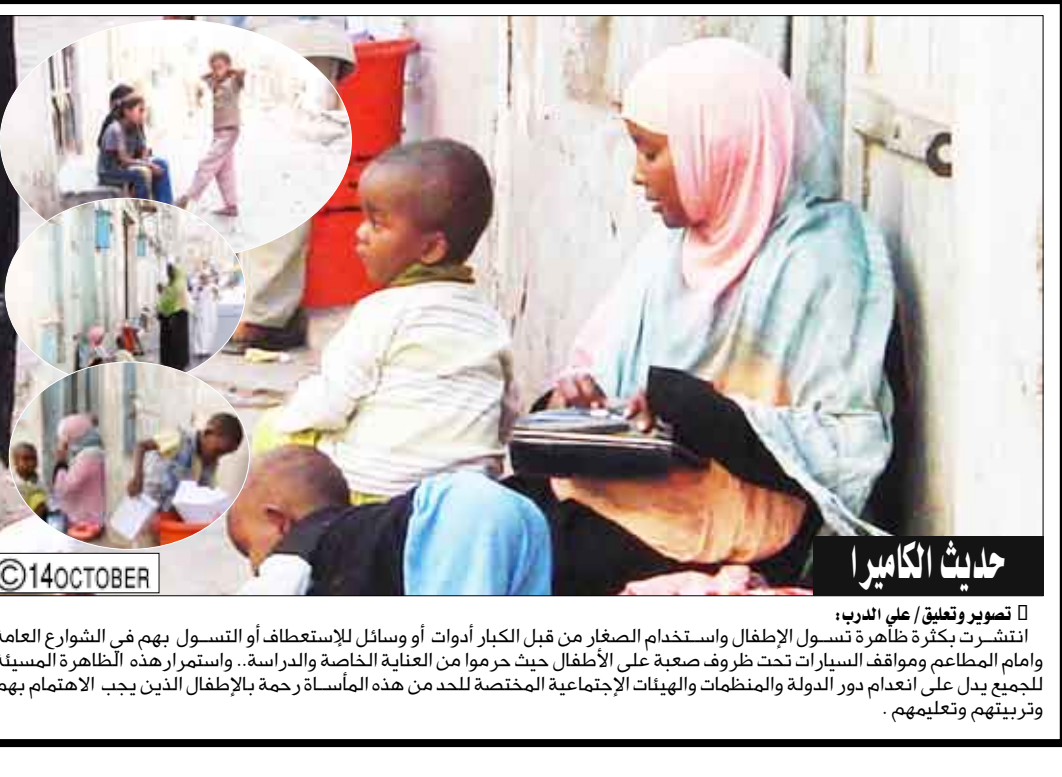 حديث الكاميرا
©14OCTOBER
تصوير وتعليق/ علي الدرب:
انتشرت بكثرة ظاهرة تسول الإطفال واستخدام الصغار من قبل الكبار أدوات أو وسائل للإستعطاف أو التسول بهم في الشوارع العامة
وامام المطاعم ومواقف السيارات تحت ظروف صعبة على الأطفال حيث حرموا من العناية الخاصة والدراسة.. واستمرار هذه الظاهرة المسيئة
للجميع يدل على انعدام دور الدولة والمنظمات والهيئات الإجتماعية المختصة للحد من هذه المأساة رحمة بالإطفال الذين يجب الاهتمام بهم
وتربيتهم وتعليمهم .